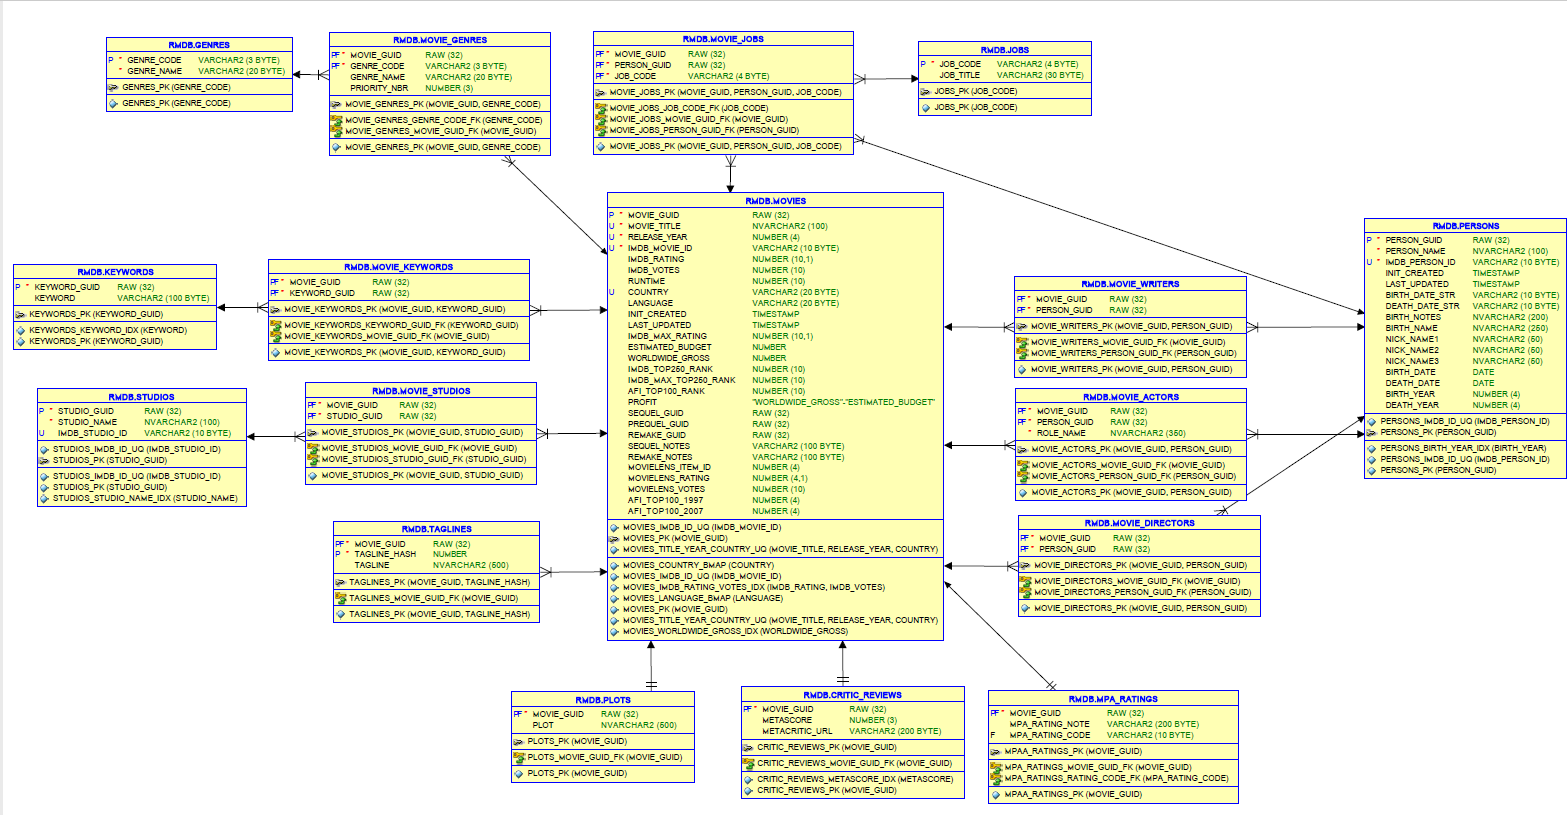 RMDB.GENRES
P * GENRE_CODE VARCHAR2 (3 BYTE)
* GENRE_NAME VARCHAR2 (20 BYTE)
GENRES_PK (GENRE_CODE)
GENRES_PK (GENRE_CODE)
RMDB.MOVIE_GENRES
PF * MOVIE_GUID RAW (32)
PF * GENRE_CODE VARCHAR2 (3 BYTE)
GENRE_NAME VARCHAR2 (20 BYTE)
PRIORITY_NBR NUMBER (3)
MOVIE_GENRES_PK (MOVIE_GUID, GENRE_CODE)
MOVIE_GENRES_GENRE_CODE_FK (GENRE_CODE)
MOVIE_GENRES_MOVIE_GUID_FK (MOVIE_GUID)
MOVIE_GENRES_PK (MOVIE_GUID, GENRE_CODE)
RMDB.MOVIE_JOBS
PF * MOVIE_GUID RAW (32)
PF * PERSON_GUID RAW (32)
PF * JOB_CODE VARCHAR2 (4 BYTE)
MOVIE_JOBS_PK (MOVIE_GUID, PERSON_GUID, JOB_CODE)
MOVIE_JOBS_JOB_CODE_FK (JOB_CODE)
MOVIE_JOBS_MOVIE_GUID_FK (MOVIE_GUID)
MOVIE_JOBS_PERSON_GUID_FK (PERSON_GUID)
MOVIE_JOBS_PK (MOVIE_GUID, PERSON_GUID, JOB_CODE)
RMDB.JOBS
P * JOB_CODE VARCHAR2 (4 BYTE)
JOB_TITLE VARCHAR2 (30 BYTE)
JOBS_PK (JOB_CODE)
JOBS_PK (JOB_CODE)
RMDB.MOVIES
P * MOVIE_GUID RAW (32)
U * MOVIE_TITLE NVARCHAR2 (100)
U * RELEASE_YEAR NUMBER (4)
U * IMDB_MOVIE_ID VARCHAR2 (10 BYTE)
IMDB_RATING NUMBER (10,1)
IMDB_VOTES NUMBER (10)
RUNTIME NUMBER (10)
U COUNTRY VARCHAR2 (20 BYTE)
LANGUAGE VARCHAR2 (20 BYTE)
INIT_CREATED TIMESTAMP
LAST_UPDATED TIMESTAMP
IMDB_MAX_RATING NUMBER (10,1)
ESTIMATED_BUDGET NUMBER
WORLDWIDE_GROSS NUMBER
IMDB_TOP250_RANK NUMBER (10)
IMDB_MAX_TOP250_RANK NUMBER (10)
AFI_TOP100_RANK NUMBER (10)
PROFIT "WORLDWIDE_GROSS"-"ESTIMATED_BUDGET"
SEQUEL_GUID RAW (32)
PREQUEL_GUID RAW (32)
REMAKE_GUID RAW (32)
SEQUEL_NOTES VARCHAR2 (100 BYTE)
REMAKE_NOTES VARCHAR2 (100 BYTE)
MOVIELENS_ITEM_ID NUMBER (4)
MOVIELENS_RATING NUMBER (4,1)
MOVIELENS_VOTES NUMBER (10)
AFI_TOP100_1997 NUMBER (4)
AFI_TOP100_2007 NUMBER (4)
MOVIES_IMDB_ID_UQ (IMDB_MOVIE_ID)
MOVIES_PK (MOVIE_GUID)
MOVIES_TITLE_YEAR_COUNTRY_UQ (MOVIE_TITLE, RELEASE_YEAR, COUNTRY)
MOVIES_COUNTRY_BMAP (COUNTRY)
MOVIES_IMDB_ID_UQ (IMDB_MOVIE_ID)
MOVIES_IMDB_RATING_VOTES_IDX (IMDB_RATING, IMDB_VOTES)
MOVIES_LANGUAGE_BMAP (LANGUAGE)
MOVIES_PK (MOVIE_GUID)
MOVIES_TITLE_YEAR_COUNTRY_UQ (MOVIE_TITLE, RELEASE_YEAR, COUNTRY)
MOVIES_WORLDWIDE_GROSS_IDX (WORLDWIDE_GROSS)
RMDB.PERSONS
P * PERSON_GUID RAW (32)
* PERSON_NAME NVARCHAR2 (100)
U * IMDB_PERSON_ID VARCHAR2 (10 BYTE)
INIT_CREATED TIMESTAMP
LAST_UPDATED TIMESTAMP
BIRTH_DATE_STR VARCHAR2 (10 BYTE)
DEATH_DATE_STR VARCHAR2 (10 BYTE)
BIRTH_NOTES NVARCHAR2 (200)
BIRTH_NAME NVARCHAR2 (250)
NICK_NAME1 NVARCHAR2 (50)
NICK_NAME2 NVARCHAR2 (50)
NICK_NAME3 NVARCHAR2 (50)
BIRTH_DATE DATE
DEATH_DATE DATE
BIRTH_YEAR NUMBER (4)
DEATH_YEAR NUMBER (4)
PERSONS_IMDB_ID_UQ (IMDB_PERSON_ID)
PERSONS_PK (PERSON_GUID)
PERSONS_BIRTH_YEAR_IDX (BIRTH_YEAR)
PERSONS_IMDB_ID_UQ (IMDB_PERSON_ID)
PERSONS_PK (PERSON_GUID)
RMDB.KEYWORDS
P * KEYWORD_GUID RAW (32)
KEYWORD VARCHAR2 (100 BYTE)
KEYWORDS_PK (KEYWORD_GUID)
KEYWORDS_KEYWORD_IDX (KEYWORD)
KEYWORDS_PK (KEYWORD_GUID)
RMDB.MOVIE_KEYWORDS
PF * MOVIE_GUID RAW (32)
PF * KEYWORD_GUID RAW (32)
MOVIE_KEYWORDS_PK (MOVIE_GUID, KEYWORD_GUID)
MOVIE_KEYWORDS_KEYWORD_GUID_FK (KEYWORD_GUID)
MOVIE_KEYWORDS_MOVIE_GUID_FK (MOVIE_GUID)
MOVIE_KEYWORDS_PK (MOVIE_GUID, KEYWORD_GUID)
RMDB.MOVIE_WRITERS
PF * MOVIE_GUID RAW (32)
PF * PERSON_GUID RAW (32)
MOVIE_WRITERS_PK (MOVIE_GUID, PERSON_GUID)
MOVIE_WRITERS_MOVIE_GUID_FK (MOVIE_GUID)
MOVIE_WRITERS_PERSON_GUID_FK (PERSON_GUID)
MOVIE_WRITERS_PK (MOVIE_GUID, PERSON_GUID)
RMDB.STUDIOS
P * STUDIO_GUID RAW (32)
* STUDIO_NAME NVARCHAR2 (100)
U IMDB_STUDIO_ID VARCHAR2 (10 BYTE)
STUDIOS_IMDB_ID_UQ (IMDB_STUDIO_ID)
STUDIOS_PK (STUDIO_GUID)
STUDIOS_IMDB_ID_UQ (IMDB_STUDIO_ID)
STUDIOS_PK (STUDIO_GUID)
STUDIOS_STUDIO_NAME_IDX (STUDIO_NAME)
RMDB.MOVIE_STUDIOS
PF * MOVIE_GUID RAW (32)
PF * STUDIO_GUID RAW (32)
MOVIE_STUDIOS_PK (MOVIE_GUID, STUDIO_GUID)
MOVIE_STUDIOS_MOVIE_GUID_FK (MOVIE_GUID)
MOVIE_STUDIOS_STUDIO_GUID_FK (STUDIO_GUID)
MOVIE_STUDIOS_PK (MOVIE_GUID, STUDIO_GUID)
RMDB.MOVIE_ACTORS
PF * MOVIE_GUID RAW (32)
PF * PERSON_GUID RAW (32)
* ROLE_NAME NVARCHAR2 (350)
MOVIE_ACTORS_PK (MOVIE_GUID, PERSON_GUID)
MOVIE_ACTORS_MOVIE_GUID_FK (MOVIE_GUID)
MOVIE_ACTORS_PERSON_GUID_FK (PERSON_GUID)
MOVIE_ACTORS_PK (MOVIE_GUID, PERSON_GUID)
RMDB.TAGLINES
PF * MOVIE_GUID RAW (32)
P * TAGLINE_HASH NUMBER
TAGLINE NVARCHAR2 (500)
TAGLINES_PK (MOVIE_GUID, TAGLINE_HASH)
TAGLINES_MOVIE_GUID_FK (MOVIE_GUID)
TAGLINES_PK (MOVIE_GUID, TAGLINE_HASH)
RMDB.MOVIE_DIRECTORS
PF * MOVIE_GUID RAW (32)
PF * PERSON_GUID RAW (32)
MOVIE_DIRECTORS_PK (MOVIE_GUID, PERSON_GUID)
MOVIE_DIRECTORS_MOVIE_GUID_FK (MOVIE_GUID)
MOVIE_DIRECTORS_PERSON_GUID_FK (PERSON_GUID)
MOVIE_DIRECTORS_PK (MOVIE_GUID, PERSON_GUID)
RMDB.PLOTS
PF * MOVIE_GUID RAW (32)
PLOT NVARCHAR2 (500)
PLOTS_PK (MOVIE_GUID)
PLOTS_MOVIE_GUID_FK (MOVIE_GUID)
PLOTS_PK (MOVIE_GUID)
RMDB.CRITIC_REVIEWS
PF * MOVIE_GUID RAW (32)
METASCORE NUMBER (3)
METACRITIC_URL VARCHAR2 (200 BYTE)
CRITIC_REVIEWS_PK (MOVIE_GUID)
CRITIC_REVIEWS_MOVIE_GUID_FK (MOVIE_GUID)
CRITIC_REVIEWS_METASCORE_IDX (METASCORE)
CRITIC_REVIEWS_PK (MOVIE_GUID)
RMDB.MPA_RATINGS
PF * MOVIE_GUID RAW (32)
MPA_RATING_NOTE VARCHAR2 (200 BYTE)
F MPA_RATING_CODE VARCHAR2 (10 BYTE)
MPAA_RATINGS_PK (MOVIE_GUID)
MPA_RATINGS_MOVIE_GUID_FK (MOVIE_GUID)
MPA_RATINGS_RATING_CODE_FK (MPA_RATING_CODE)
MPAA_RATINGS_PK (MOVIE_GUID)